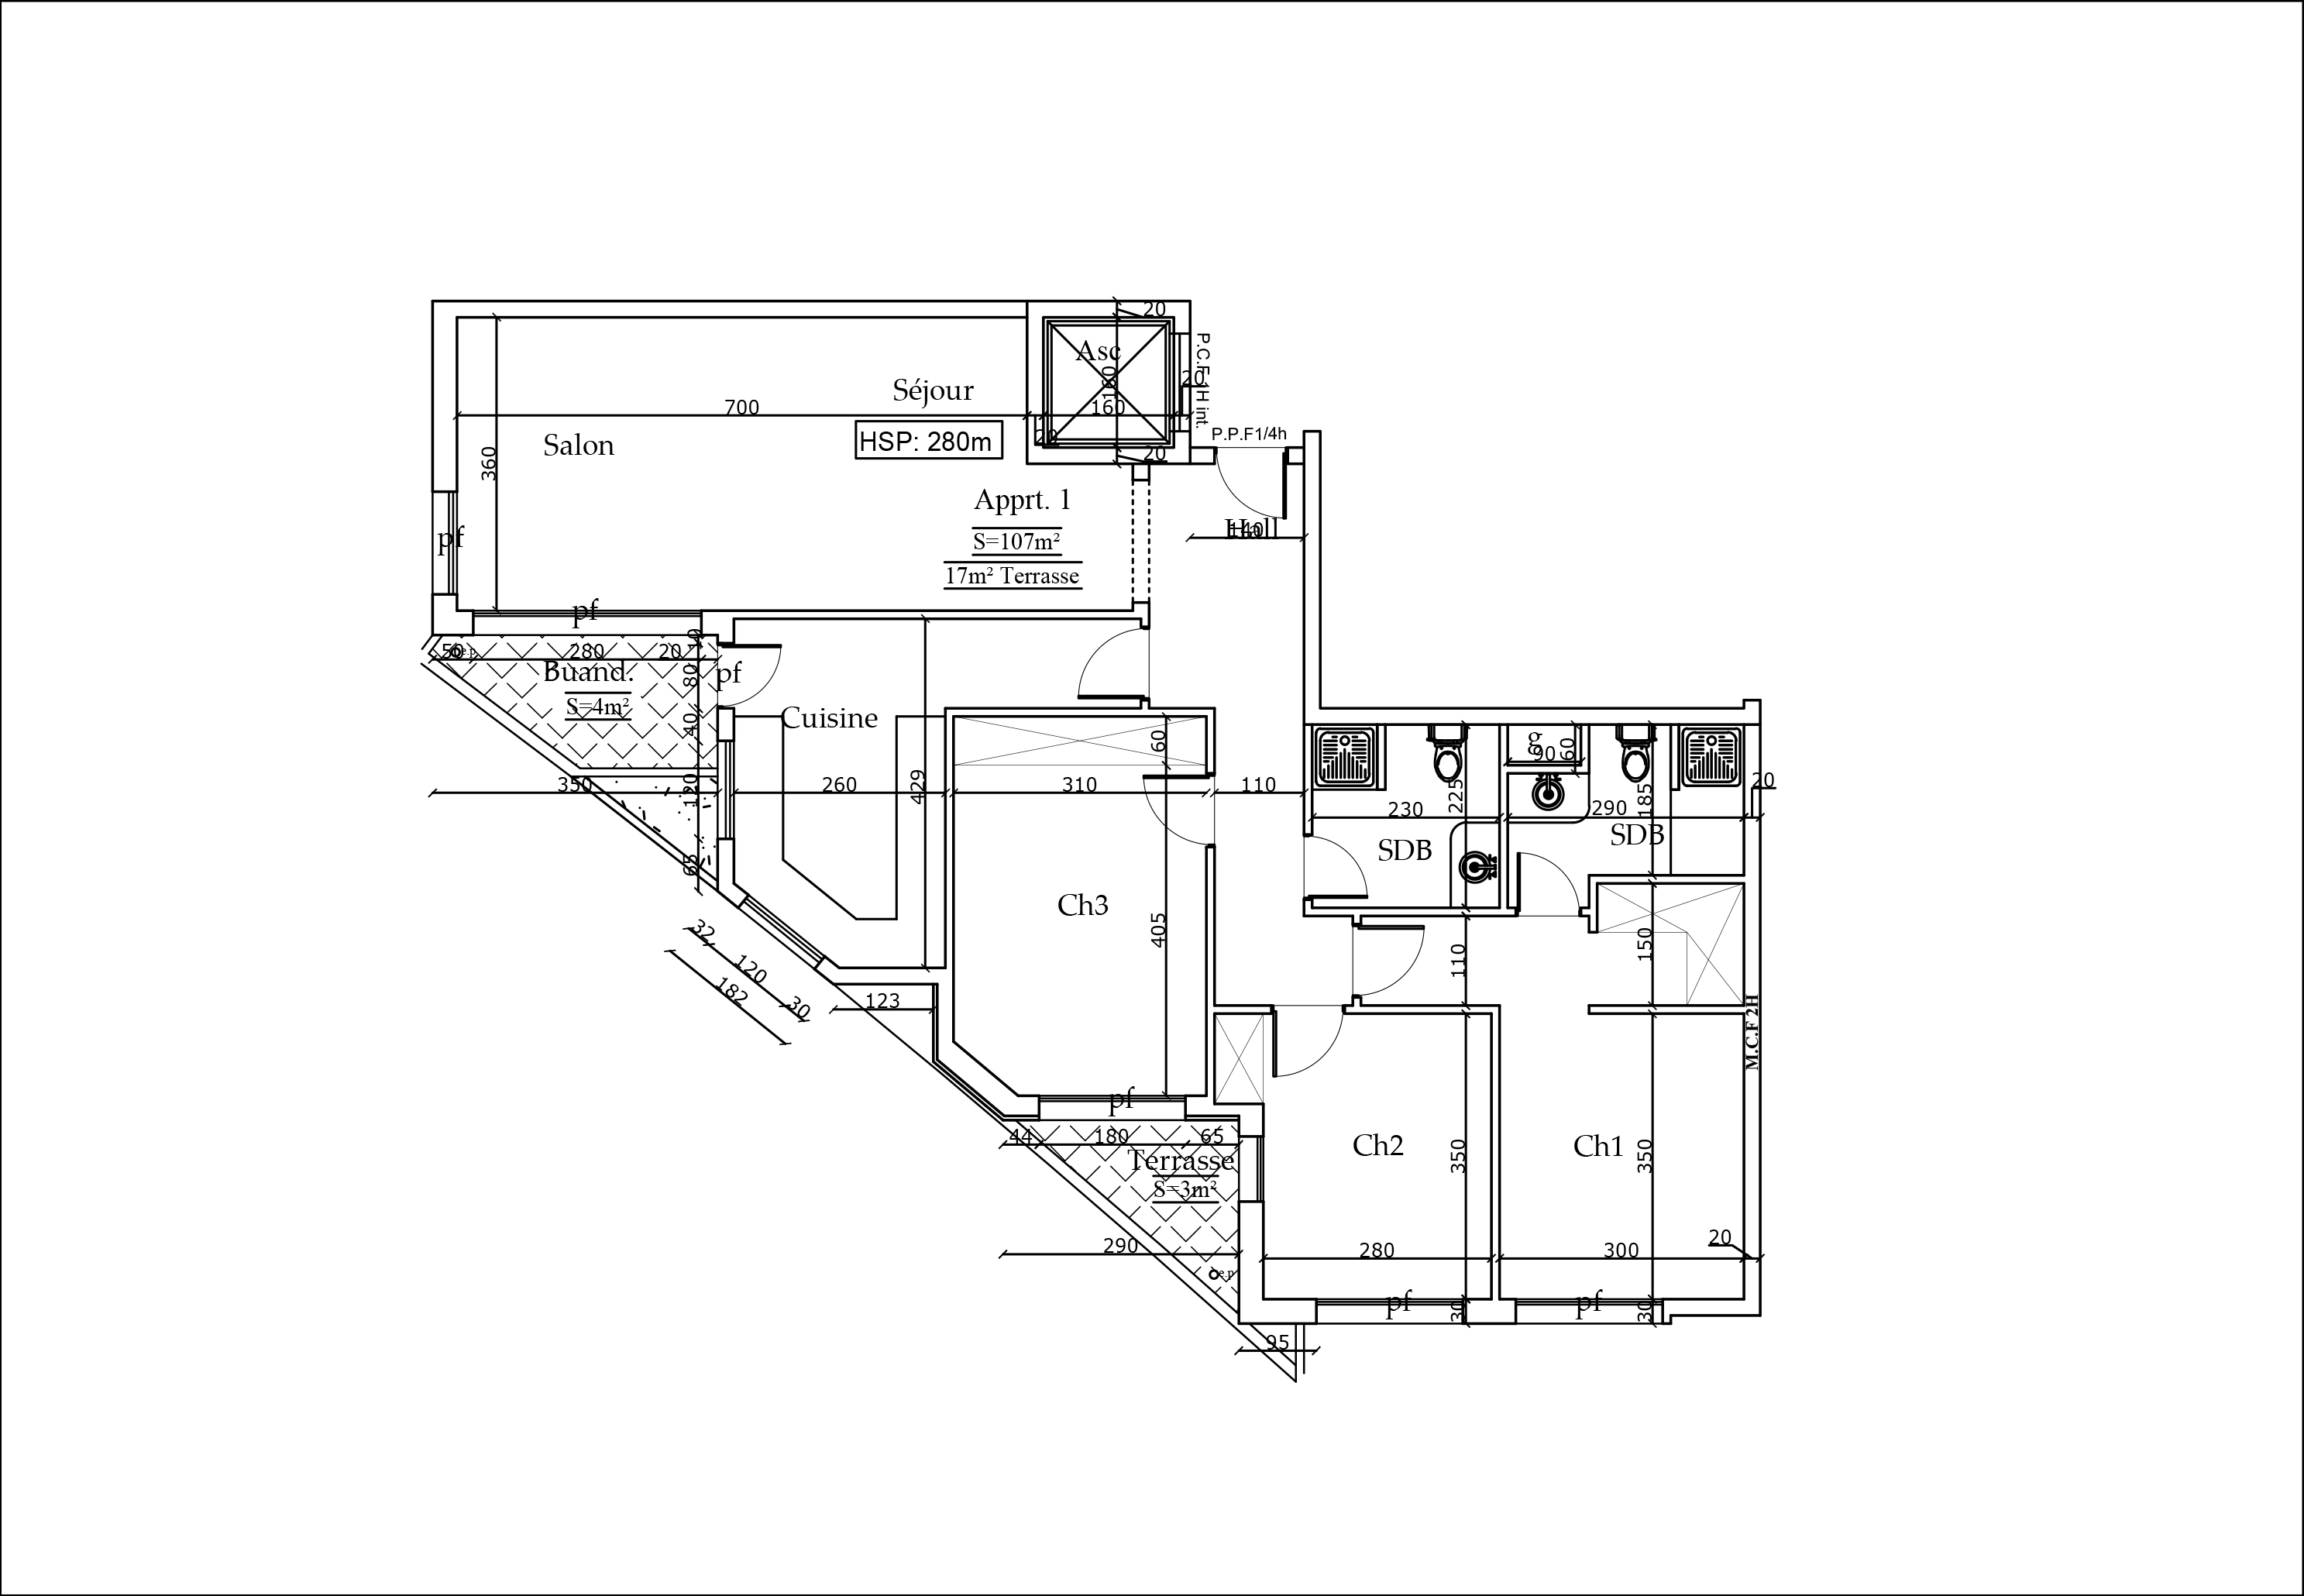 20
P.C.F 1H int.
Asc
180
20
Séjour
700
160
P.P.F1/4h
HSP: 280m
20
Salon
20
360
Apprt. 1
Hall
140
S=107m²
pf
17m² Terrasse
pf
50
e.p
280
20
40
Buand.
80
pf
S=4m²
Cuisine
40
60
g
90
60
350
120
260
429
310
110
225
185
20
230
290
SDB
SDB
65
Ch3
405
32
110
150
120
182
30
123
M.C.F 2H
pf
44
180
65
Ch2
350
Ch1
350
Terrasse
S=3m²
290
280
300
20
e.p
pf
30
pf
30
95